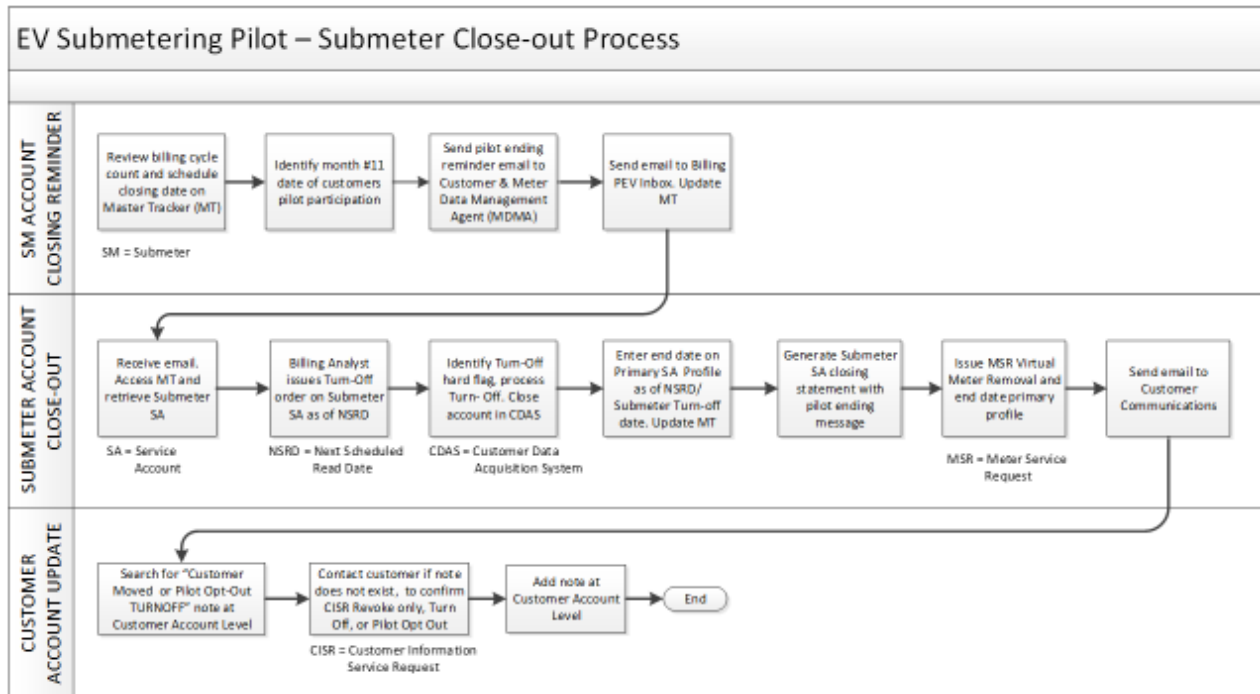 EV Submetering Pilot – Submeter Close-out Process
SM ACCOUNT
CLOSING REMINDER
Review billing cycle
count and schedule
closing date on
Master Tracker (MT)
SM = Submeter
Identify month #11
date of customers
pilot participation
Send pilot ending
reminder email to
Customer & Meter
Data Management
Agent (MDMA)
Send email to Billing
PEV Inbox. Update
MT
SUBMETER ACCOUNT
CLOSE-OUT
Receive email.
Access MT and
retrieve Submeter
SA
SA = Service
Account
Billing Analyst
issues Turn-Off
order on Submeter
SA as of NSRD
NSRD = Next Scheduled
Read Date
Identify Turn-Off
hard flag, process
Turn- Off. Close
account in CDAS
CDAS = Customer Data
Acquisition System
Enter end date on
Primary SA Profile
as of NSRD/
Submeter Turn-off
date. Update MT
Generate Submeter
SA closing
statement with
pilot ending
message
Issue MSR Virtual
Meter Removal and
end date primary
profile
MSR = Meter Service
Request
Send email to
Customer
Communications
CUSTOMER
ACCOUNT UPDATE
Search for “Customer
Moved or Pilot Opt-Out
TURNOFF” note at
Customer Account Level
Contact customer if note
does not exist, to confirm
CISR Revoke only, Turn
Off, or Pilot Opt Out
CISR = Customer Information
Service Request
Add note at
Customer Account
Level
End